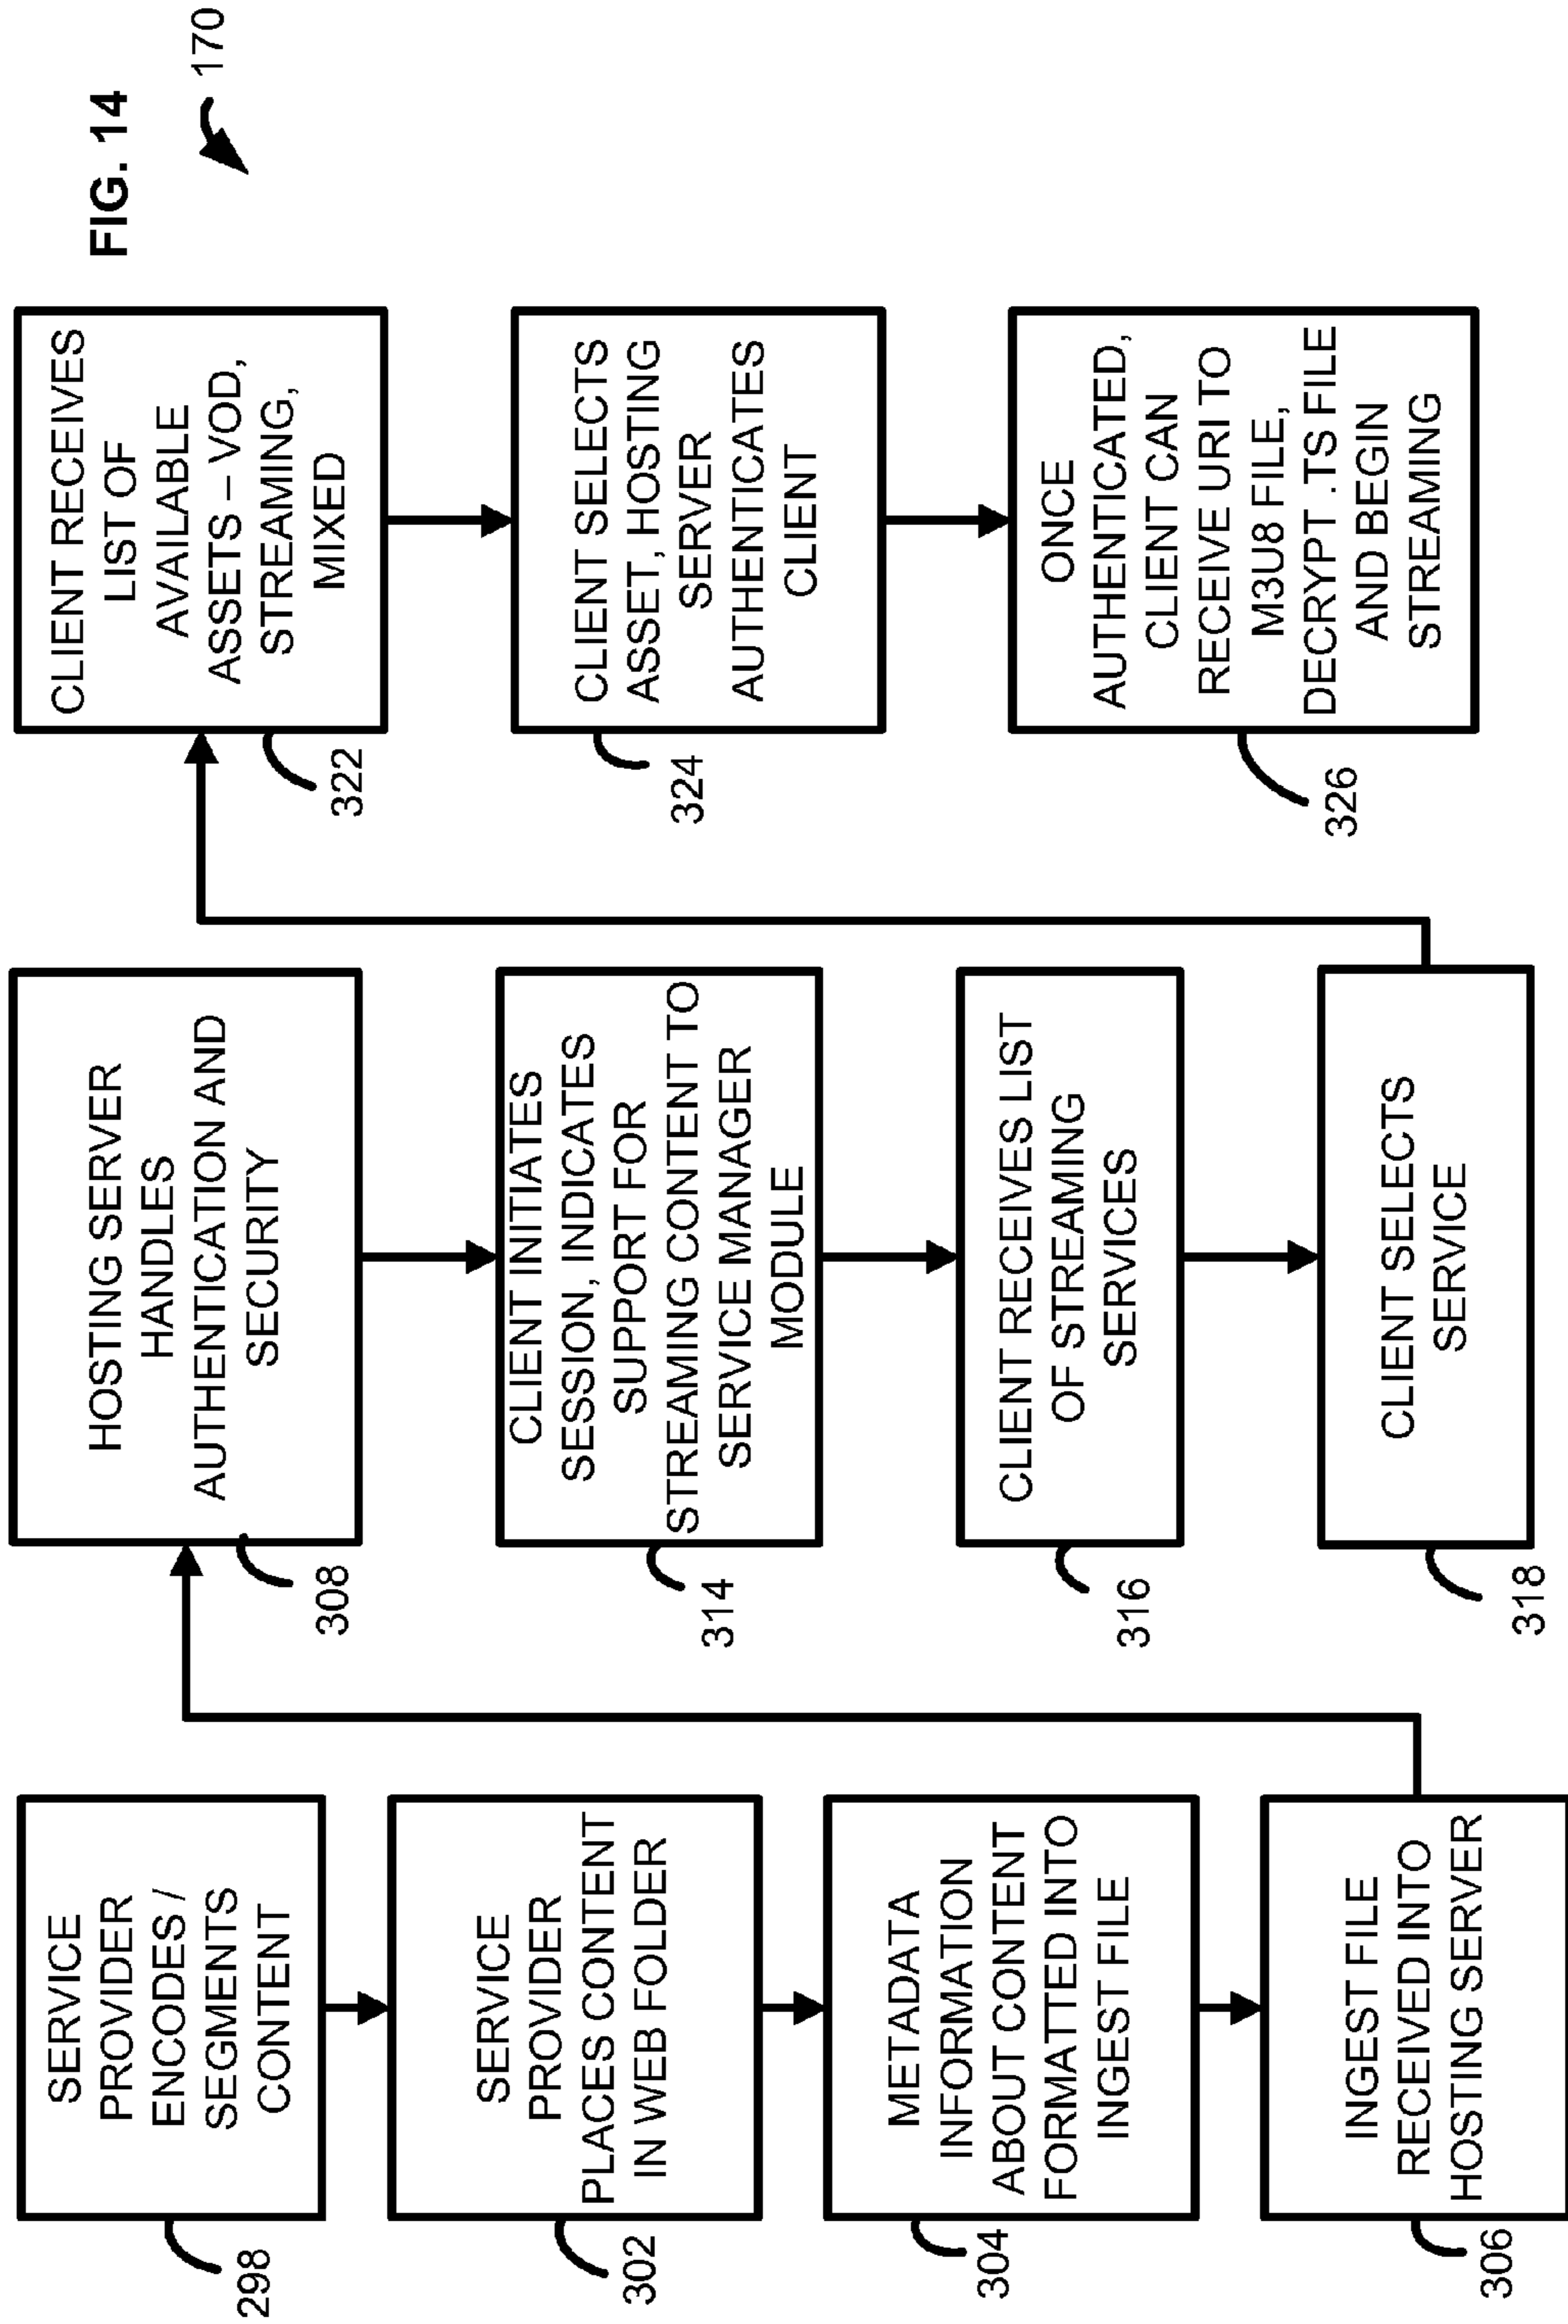 FIG. 14
170
SERVICE
PROVIDER
ENCODES /
SEGMENTS
CONTENT
298
SERVICE
PROVIDER
PLACES CONTENT
IN WEB FOLDER
302
METADATA
INFORMATION
ABOUT CONTENT
FORMATTED INTO
INGEST FILE
304
INGEST FILE
RECEIVED INTO
HOSTING SERVER
306
HOSTING SERVER
HANDLES
AUTHENTICATION AND
SECURITY
308
CLIENT INITIATES
SESSION, INDICATES
SUPPORT FOR
STREAMING CONTENT TO
SERVICE MANAGER
MODULE
314
CLIENT RECEIVES LIST
OF STREAMING
SERVICES
316
CLIENT SELECTS
SERVICE
318
CLIENT RECEIVES
LIST OF
AVAILABLE
ASSETS – VOD,
STREAMING,
MIXED
322
CLIENT SELECTS
ASSET, HOSTING
SERVER
AUTHENTICATES
CLIENT
324
ONCE
AUTHENTICATED,
CLIENT CAN
RECEIVE URI TO
M3U8 FILE,
DECRYPT .TS FILE
AND BEGIN
STREAMING
326